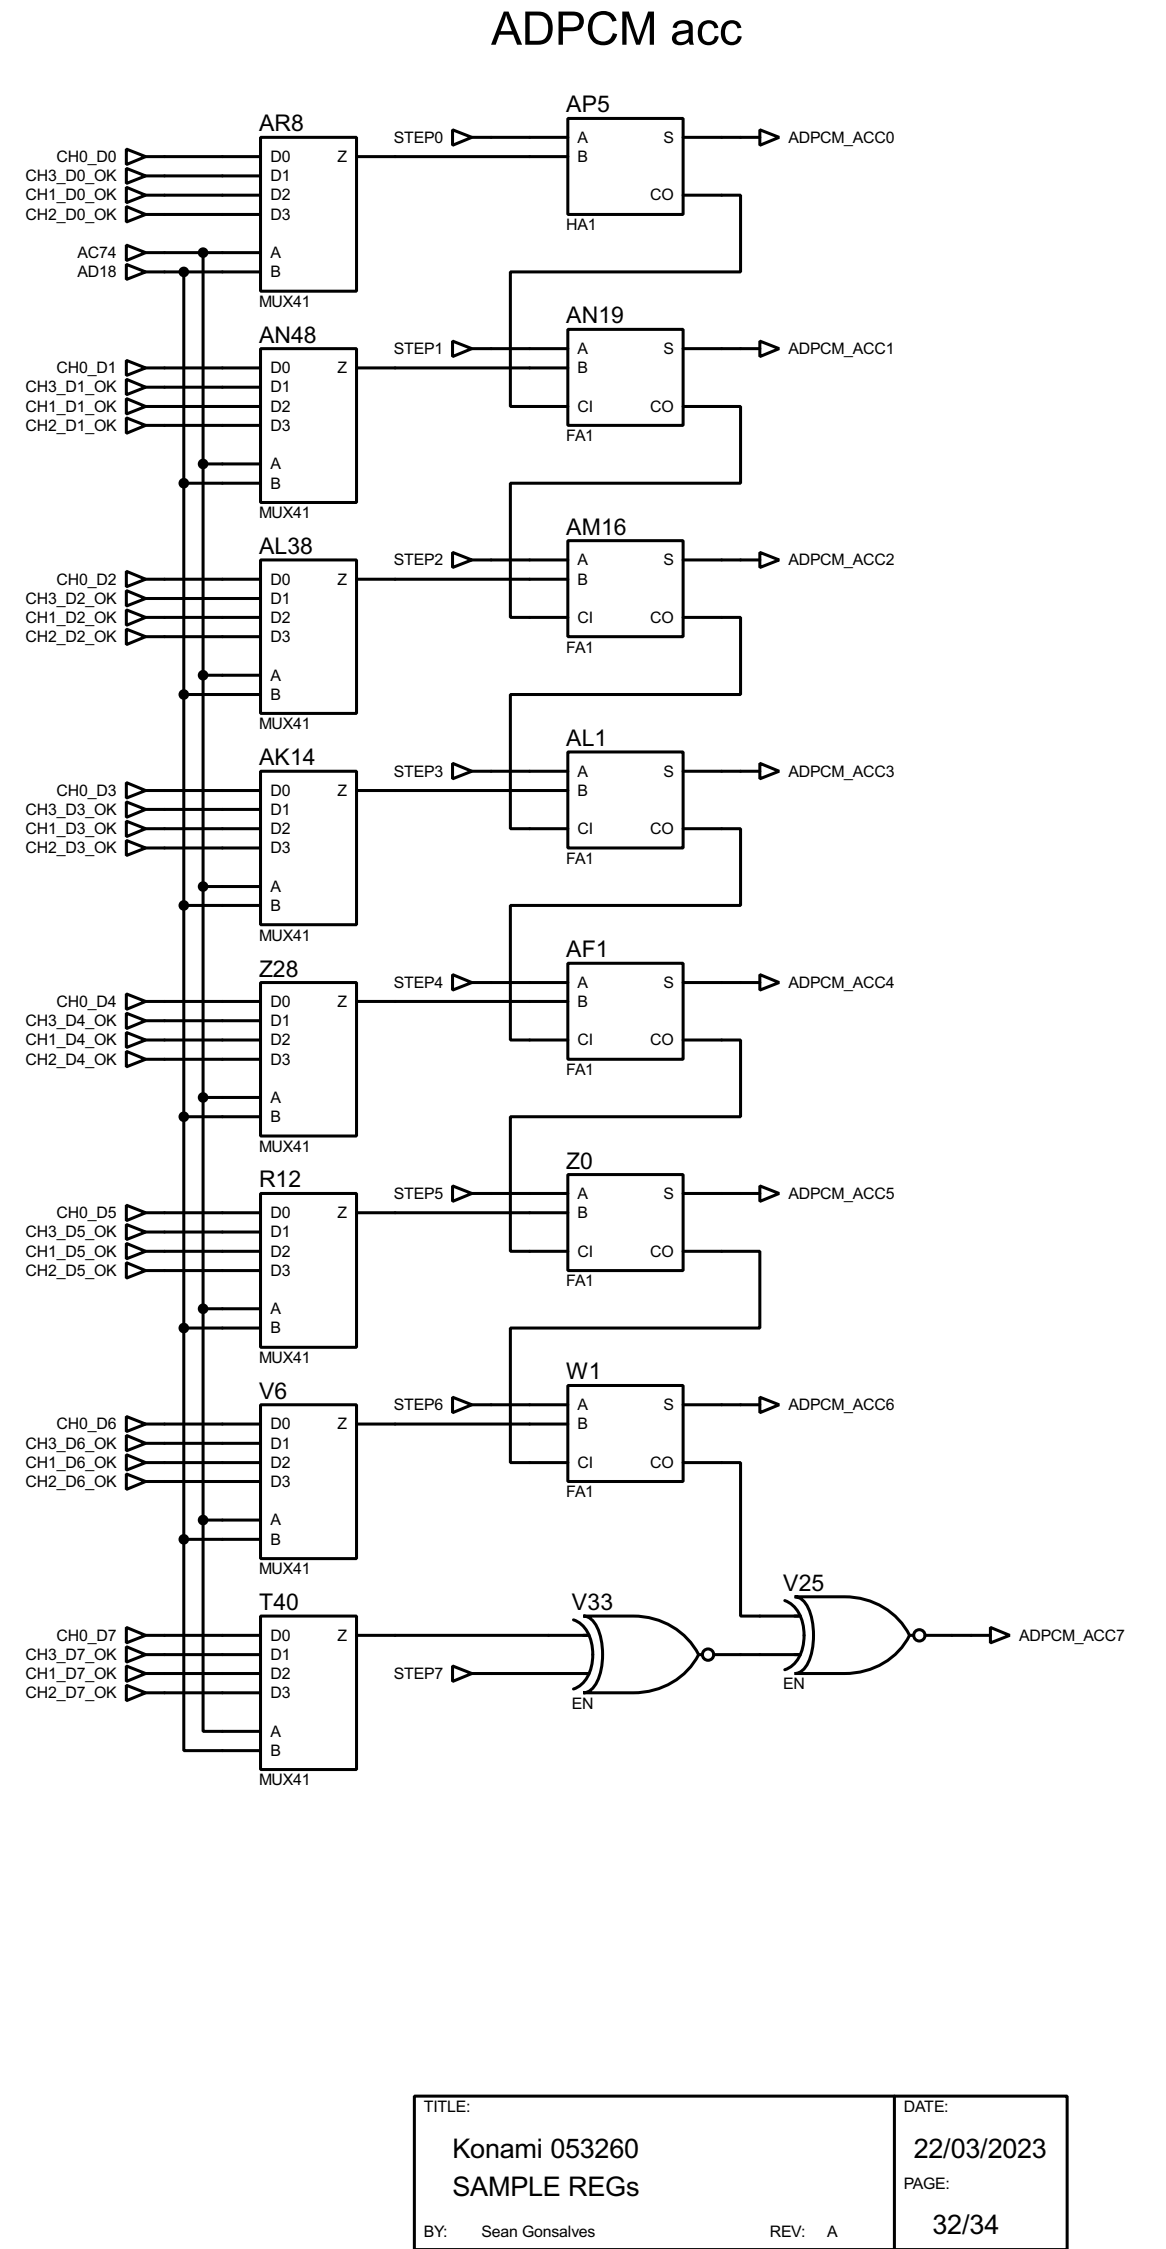 ADPCM acc
AR8
CH0_D0
CH3_D0_OK
CH1_D0_OK
CH2_D0_OK
AC74
AD18
D0 Z
D1
D2
D3
A
B
MUX41
STEP0
AP5
A S
B
CO
HA1
ADPCM_ACC0
AN48
CH0_D1
CH3_D1_OK
CH1_D1_OK
CH2_D1_OK
D0 Z
D1
D2
D3
A
B
MUX41
STEP1
AN19
A S
B
CI CO
FA1
ADPCM_ACC1
AL38
CH0_D2
CH3_D2_OK
CH1_D2_OK
CH2_D2_OK
D0 Z
D1
D2
D3
A
B
MUX41
STEP2
AM16
A S
B
CI CO
FA1
ADPCM_ACC2
AK14
CH0_D3
CH3_D3_OK
CH1_D3_OK
CH2_D3_OK
D0 Z
D1
D2
D3
A
B
MUX41
STEP3
AL1
A S
B
CI CO
FA1
ADPCM_ACC3
Z28
CH0_D4
CH3_D4_OK
CH1_D4_OK
CH2_D4_OK
D0 Z
D1
D2
D3
A
B
MUX41
STEP4
AF1
A S
B
CI CO
FA1
ADPCM_ACC4
R12
CH0_D5
CH3_D5_OK
CH1_D5_OK
CH2_D5_OK
D0 Z
D1
D2
D3
A
B
MUX41
STEP5
Z0
A S
B
CI CO
FA1
ADPCM_ACC5
V6
CH0_D6
CH3_D6_OK
CH1_D6_OK
CH2_D6_OK
D0 Z
D1
D2
D3
A
B
MUX41
STEP6
W1
A S
B
CI CO
FA1
ADPCM_ACC6
T40
CH0_D7
CH3_D7_OK
CH1_D7_OK
CH2_D7_OK
D0 Z
D1
D2
D3
A
B
MUX41
STEP7
V33
EN
V25
EN
ADPCM_ACC7
TITLE:
Konami 053260
SAMPLE REGs
BY: Sean Gonsalves REV: A
DATE:
22/03/2023
PAGE:
32/34